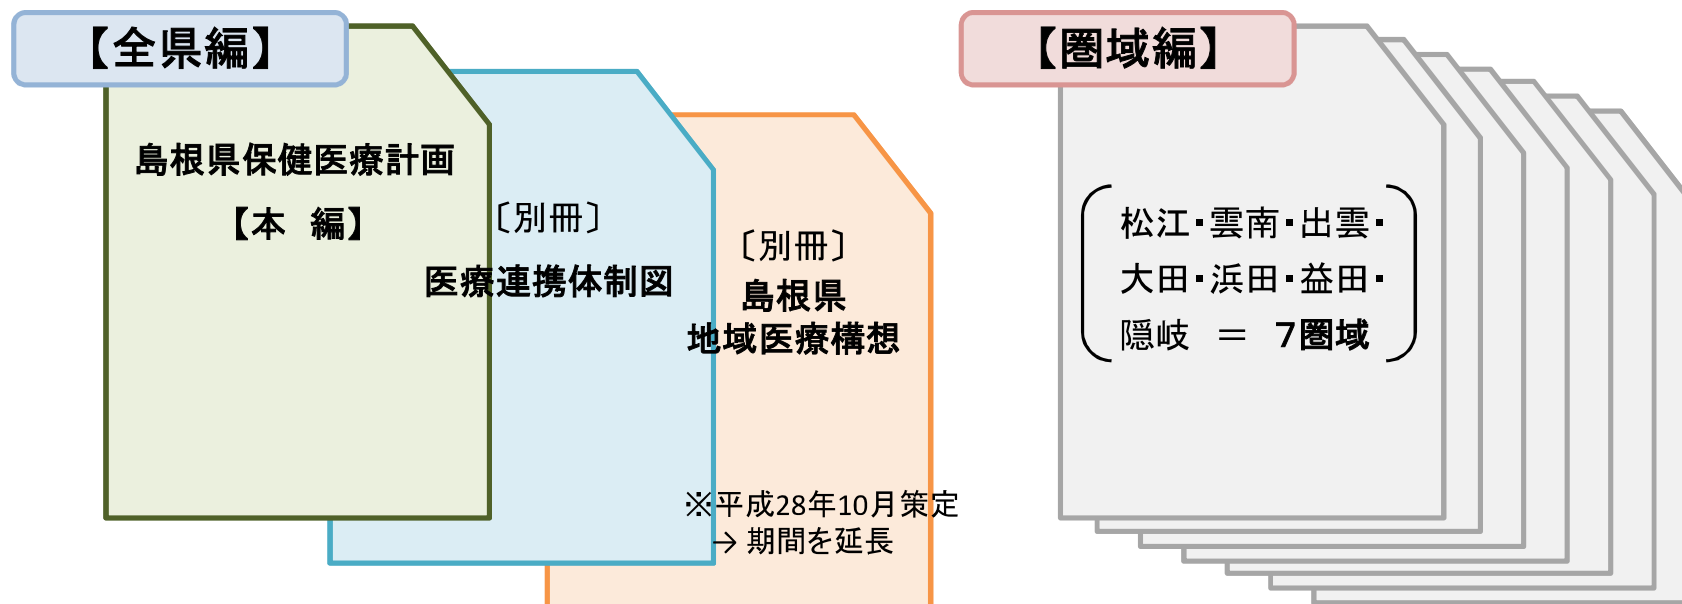 【全県編】
島根県保健医療計画
【本　編】
〔別冊〕
医療連携体制図
〔別冊〕
島根県
地域医療構想
※平成28年10月策定
→ 期間を延長
【圏域編】
松江・雲南・出雲・
大田・浜田・益田・
隠岐　＝　7圏域